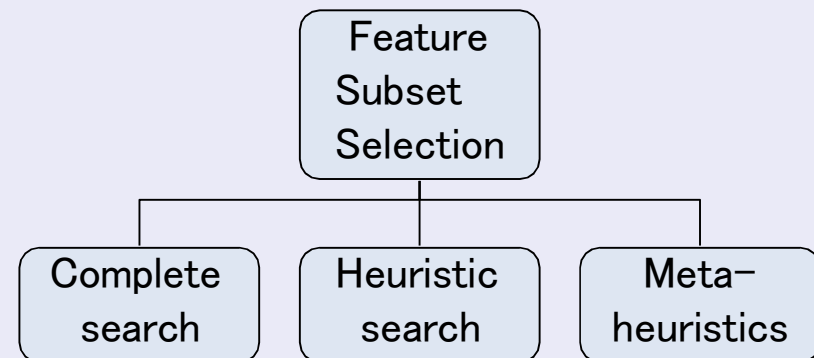 Feature
Subset
Selection
Complete
search
Heuristic
search
Meta-
heuristics